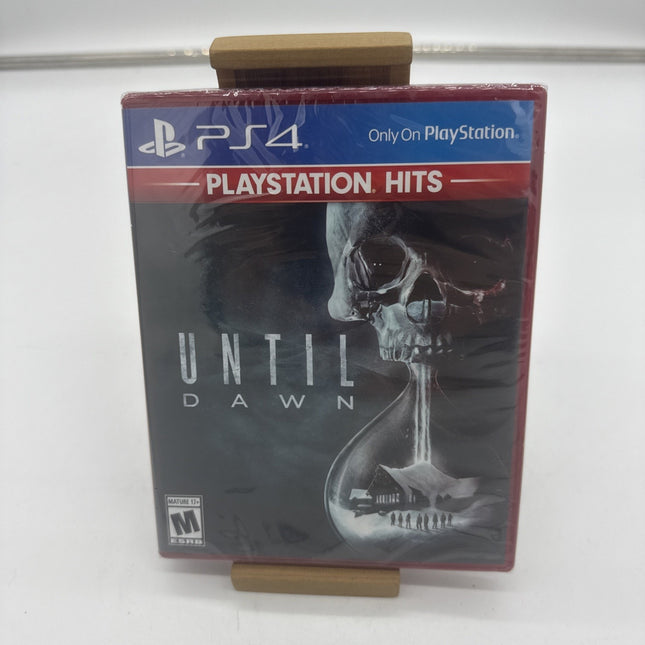 PS4
Only On PlayStation®
PLAYSTATION® HITS
UNTIL
DAWN
MATURE 17+
M
ESRB